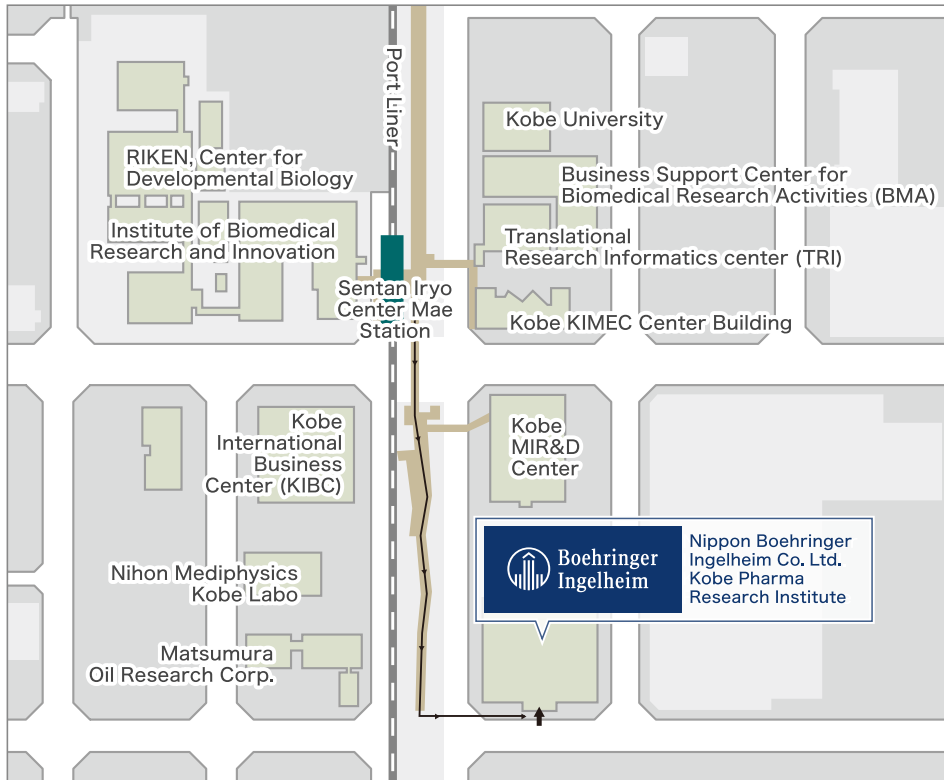 Port Liner
Kobe University
RIKEN, Center for
Developmental Biology
Business Support Center for
Biomedical Research Activities (BMA)
Institute of Biomedical
Research and Innovation
Translational
Research Informatics center (TRI)
Sentan Iryo
Center Mae
Station
Kobe KIMEC Center Building
Kobe
International
Business
Center (KIBC)
Kobe
MIR&D
Center
Boehringer
Ingelheim
Nippon Boehringer
Ingelheim Co. Ltd.
Kobe Pharma
Research Institute
Nihon Mediphysics
Kobe Labo
Matsumura
Oil Research Corp.